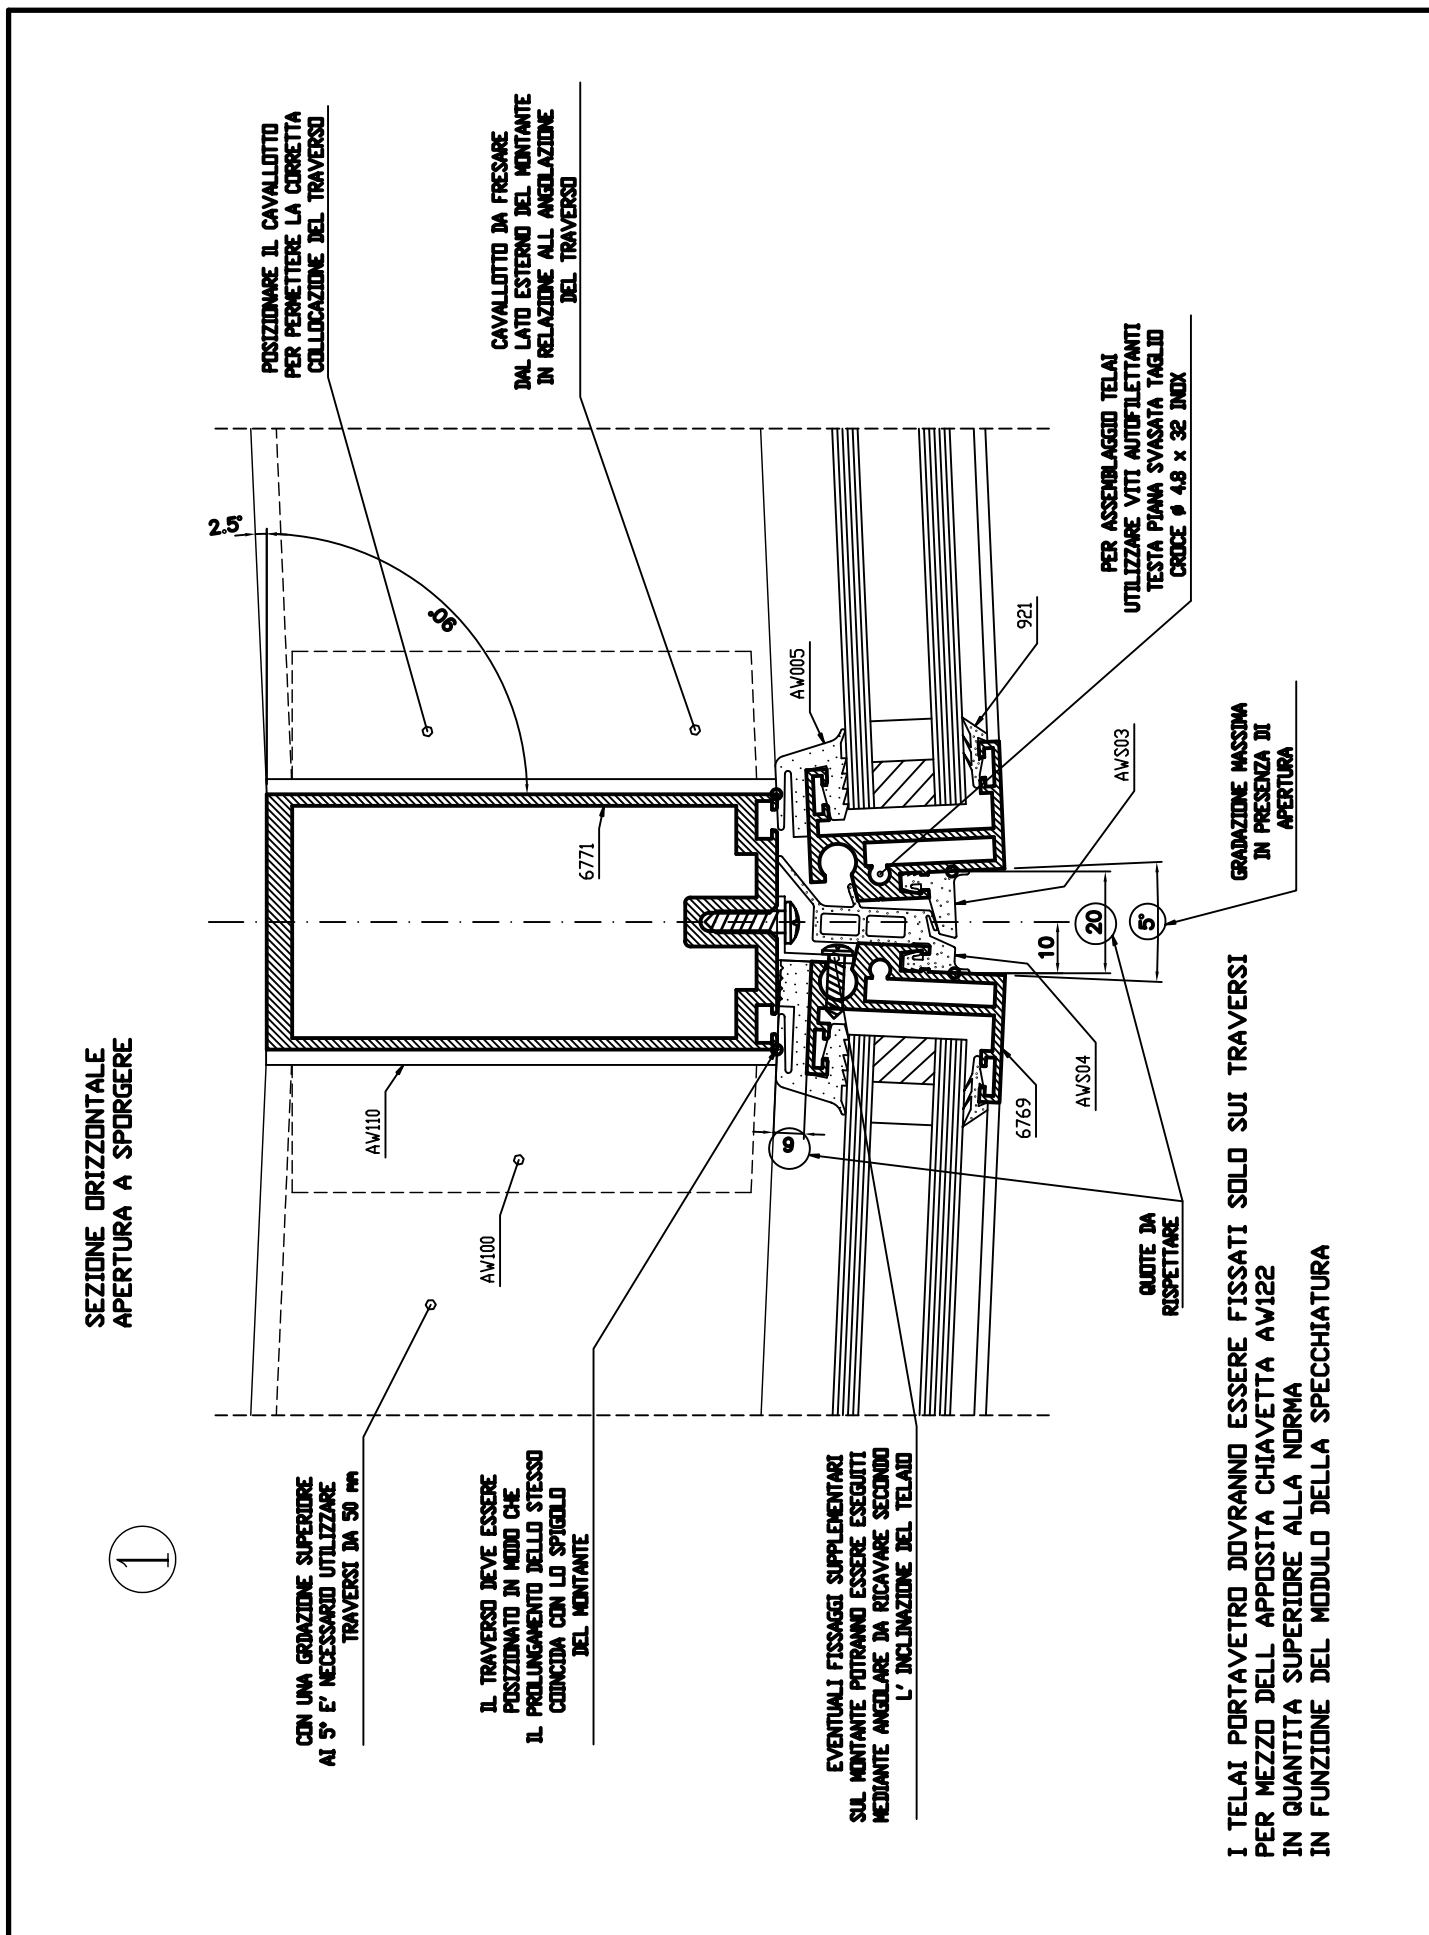 1
SEZIONE ORIZZONTALE
APERTURA A SPORGERE
CON UNA GRDAZIONE SUPERIORE
AI 5° E' NECESSARIO UTILIZZARE
TRAVERSI DA 50 MM
IL TRAVERSO DEVE ESSERE
POSIZIONATO IN MODO CHE
IL PROLUNGAMENTO DELLO STESSO
COINCIDA CON LO SPIGOLO
DEL MONTANTE
EVENTUALI FISSAGGI SUPPLEMENTARI
SUL MONTANTE POTRANNO ESSERE ESEGUITI
MEDIANTE ANGOLARE DA RICAVARE SECONDO
L' INCLINAZIONE DEL TELAIO
AW110
AW100
6771
2.5°
90°
POSIZIONARE IL CAVALLOTTO
PER PERMETTERE LA CORRETTA
COLLOCAZIONE DEL TRAVERSO
CAVALLOTTO DA FRESARE
DAL LATO ESTERNO DEL MONTANTE
IN RELAZIONE ALL ANGOLAZIONE
DEL TRAVERSO
AW005
921
PER ASSEMBLAGGIO TELAI
UTILIZZARE VITI AUTOFILETTANTI
TESTA PIANA SVASATA TAGLIO
CROCE ø 4.8 x 32 INOX
6769
AWS04
AWS03
10
20
5°
QUOTE DA
RISPETTARE
GRADAZIONE MASSIMA
IN PRESENZA DI
APERTURA
I TELAI PORTAVETRO DOVRANNO ESSERE FISSATI SOLO SUI TRAVERSI
PER MEZZO DELL APPOSITA CHIAVETTA AW122
IN QUANTITA SUPERIORE ALLA NORMA
IN FUNZIONE DEL MODULO DELLA SPECCHIATURA